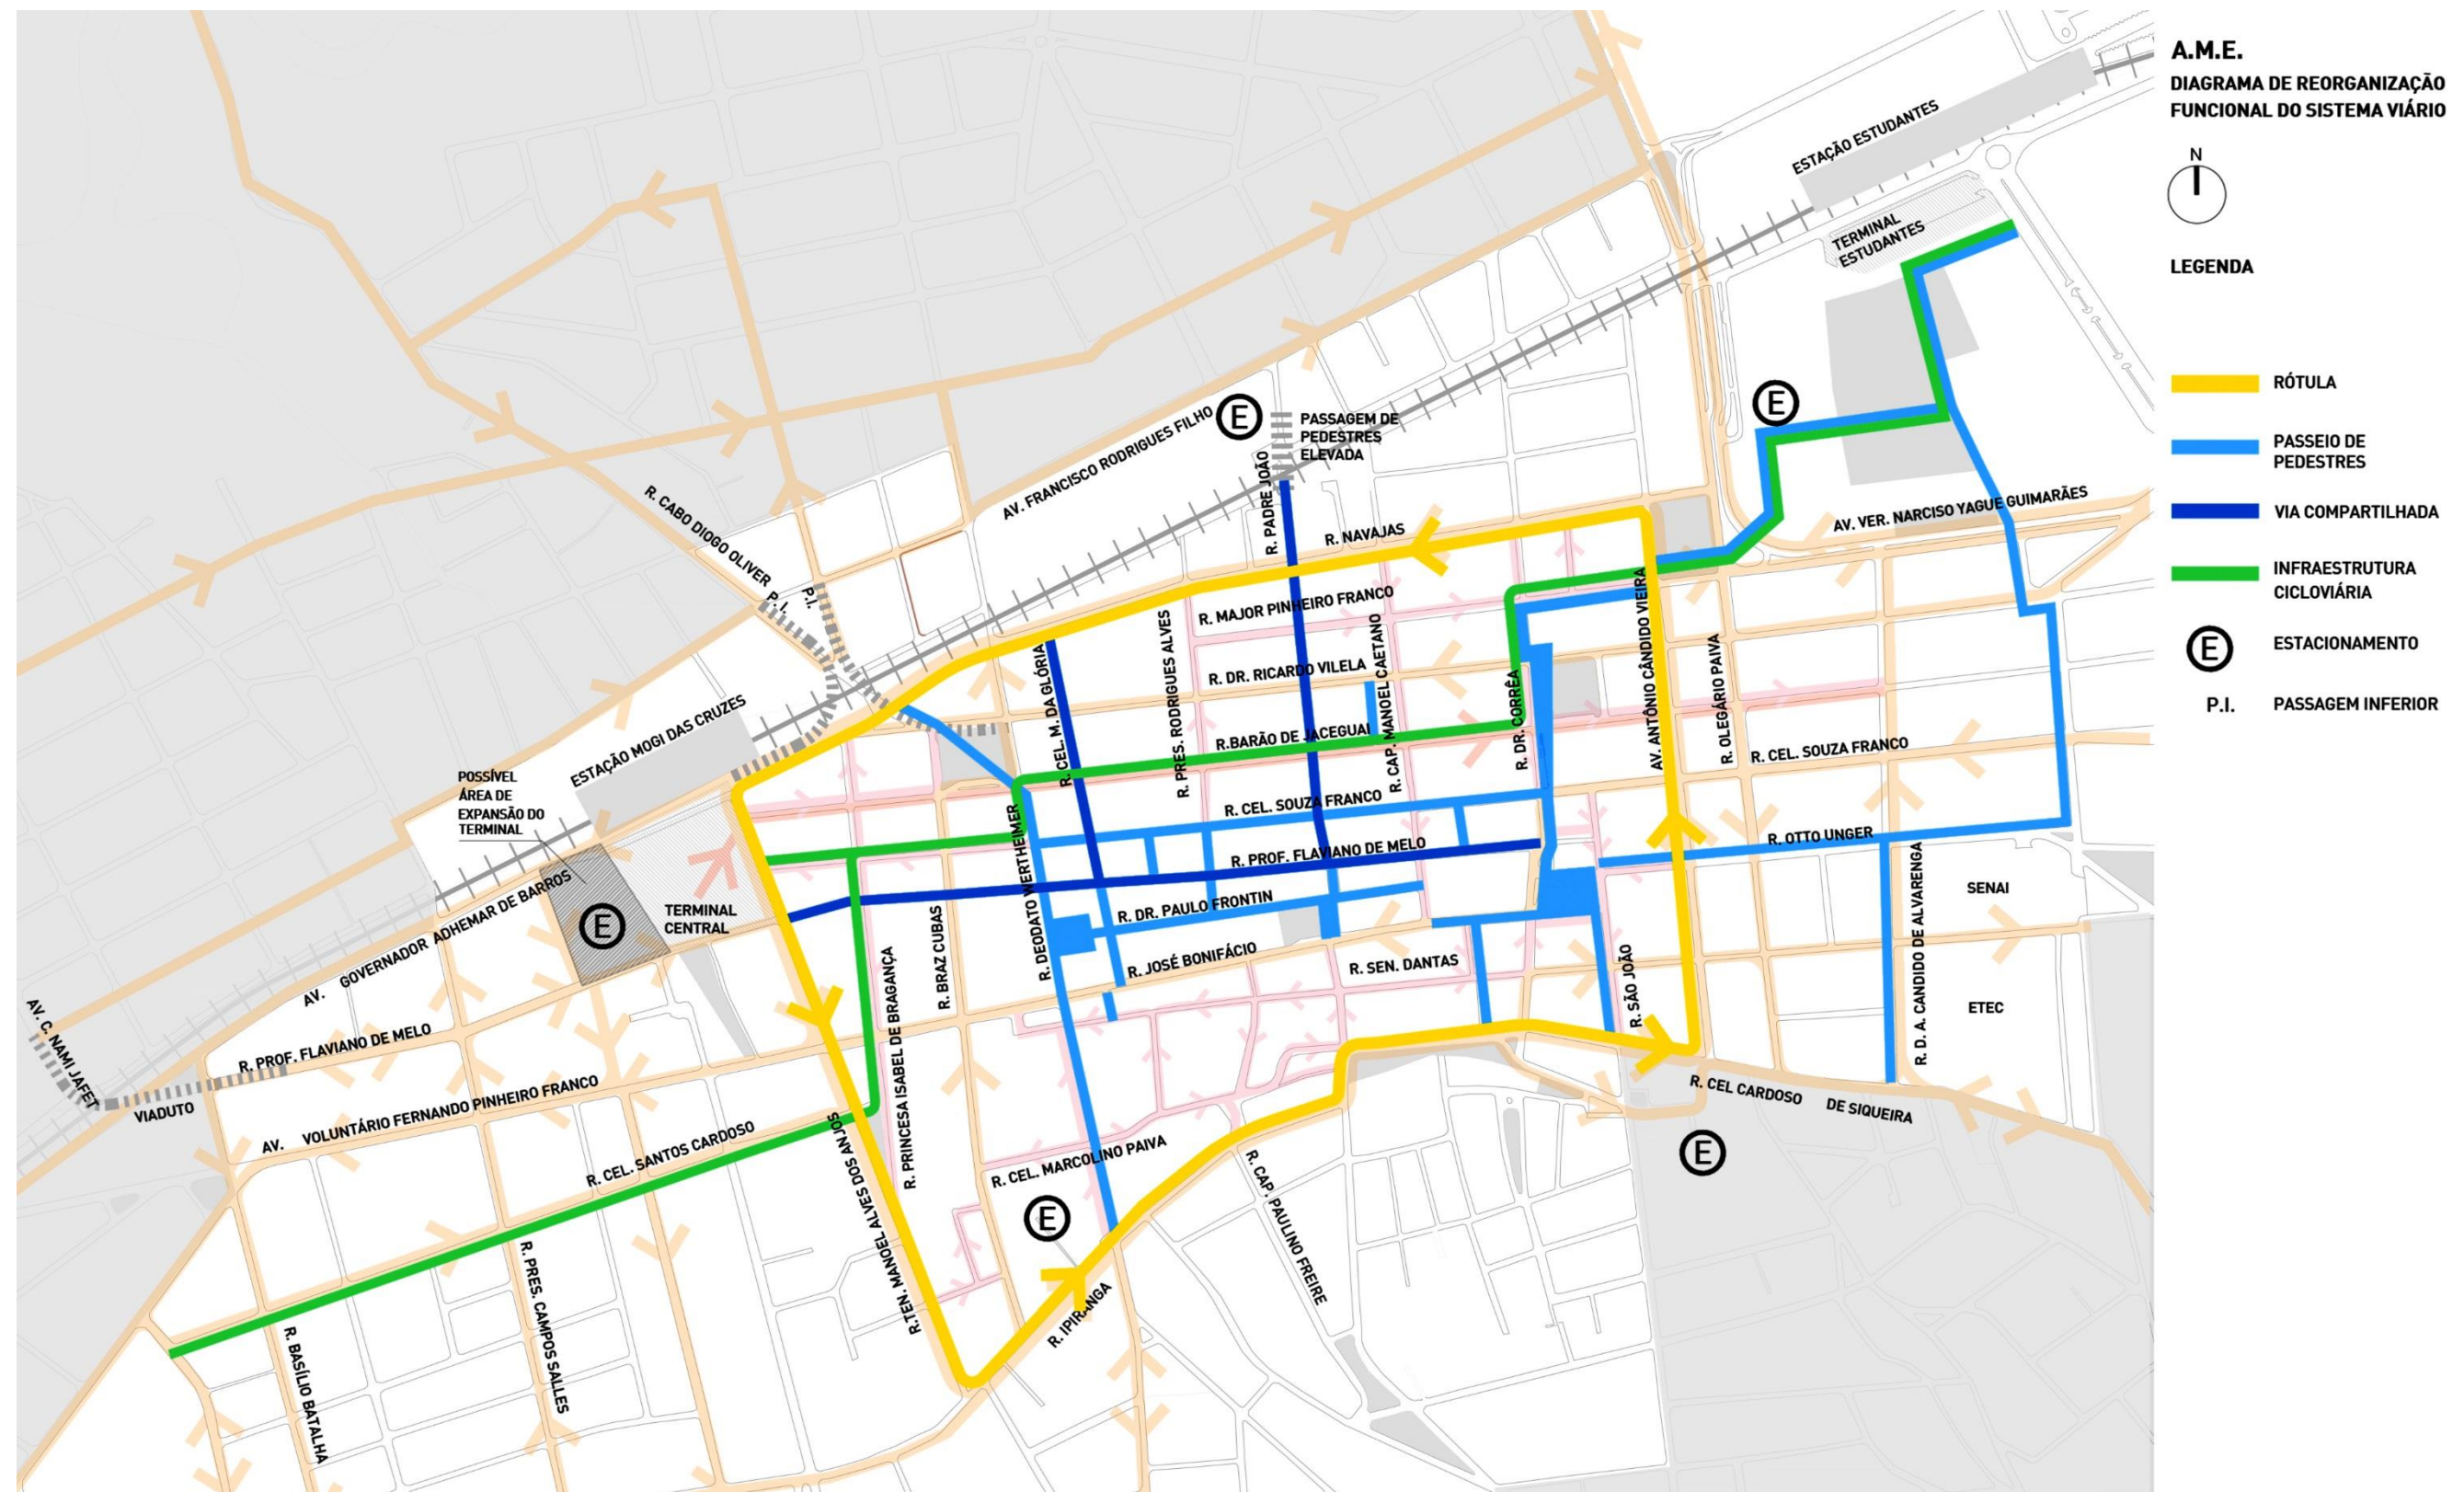 A.M.E.
DIAGRAMA DE REORGANIZAÇÃO
FUNCIONAL DO SISTEMA VIÁRIO
N
LEGENDA
RÓTULA
PASSEIO DE
PEDESTRES
VIA COMPARTILHADA
INFRAESTRUTURA
CICLOVIÁRIA
E
ESTACIONAMENTO
P.I.
PASSAGEM INFERIOR
ESTAÇÃO ESTUDANTES
TERMINAL
ESTUDANTES
E
E
PASSAGEM DE
PEDESTRES
ELEVADA
AV. FRANCISCO RODRIGUES FILHO
R. PADRE JOÃO
R. NAVAJAS
AV. VER. NARCISO YAGUE GUIMARÃES
R. CABO DIOGO OLIVER
P.I.
P.I.
R. MAJOR PINHEIRO FRANCO
R. DR. RICARDO VILELA
R. CEL. M. DA GLÓRIA
R. PRES. RODRIGUES ALVES
R. CAP. MANOEL CAETANO
R. DR. CORRÊA
AV. ANTÔNIO CÂNDIDO VIEIRA
R. OLEGÁRIO PAIVA
R.BARÃO DE JACEGUAI
R. CEL. SOUZA FRANCO
R. CEL. SOUZA FRANCO
ESTAÇÃO MOGI DAS CRUZES
POSSÍVEL
ÁREA DE
EXPANSÃO DO
TERMINAL
R. PROF. FLAVIANO DE MELO
R. OTTO UNGER
R. DEODATO WERTHEIMER
TERMINAL
CENTRAL
E
R. DR. PAULO FRONTIN
SENAI
R. D. A. CANDIDO DE ALVARENGA
AV. GOVERNADOR ADHEMAR DE BARROS
R. BRAZ CUBAS
R. JOSÉ BONIFÁCIO
R. SEN. DANTAS
R. SÃO JOÃO
ETEC
AV. C. NAMI JAFET
VIADUTO
R. PROF. FLAVIANO DE MELO
R. PRINCESA ISABEL DE BRAGANÇA
AV. VOLUNTÁRIO FERNANDO PINHEIRO FRANCO
R. CEL CARDOSO DE SIQUEIRA
R. CEL. SANTOS CARDOSO
R.TEN. MANOEL ALVES DOS ANJOS
R. CEL. MARCOLINO PAIVA
E
E
R. CAP. PAULINO FREIRE
R. IPIRANGA
R. PRES. CAMPOS SALLES
R. BASÍLIO BATALHA